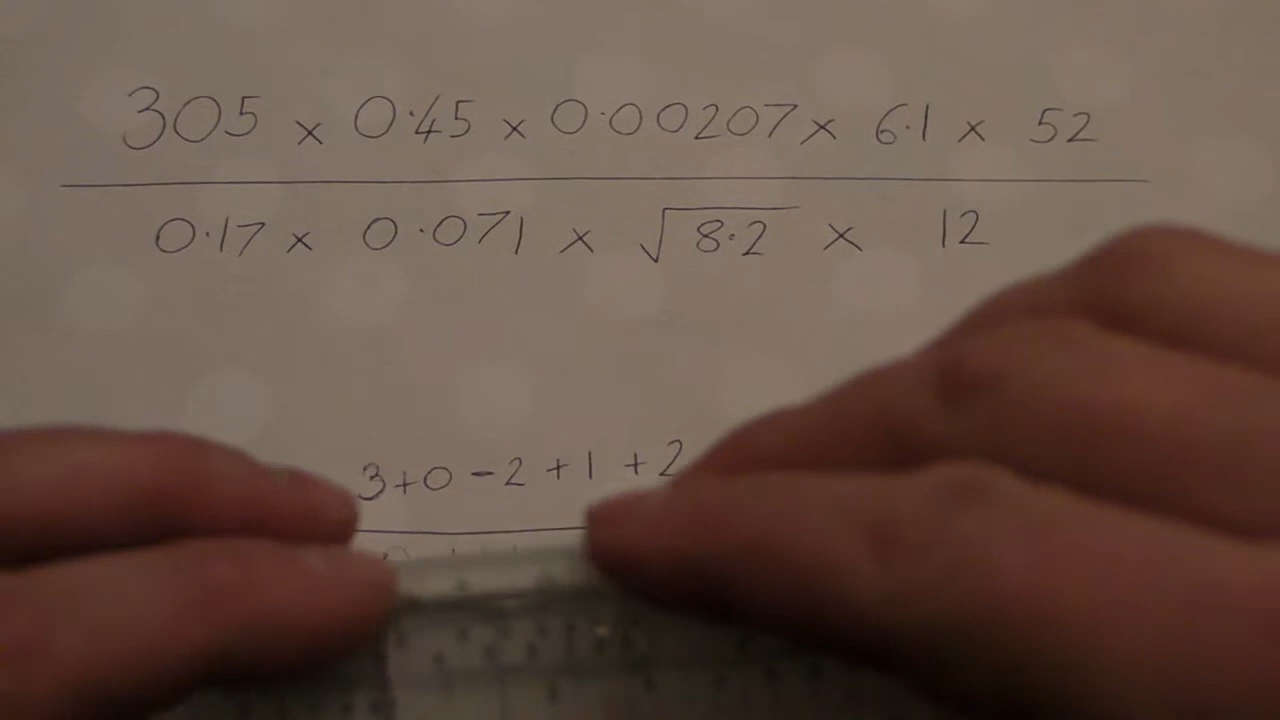 305 × 0·45 × 0·00207 × 6·1 × 52
0·17 × 0·071 × √8·2 × 12
3+0-2+1+2